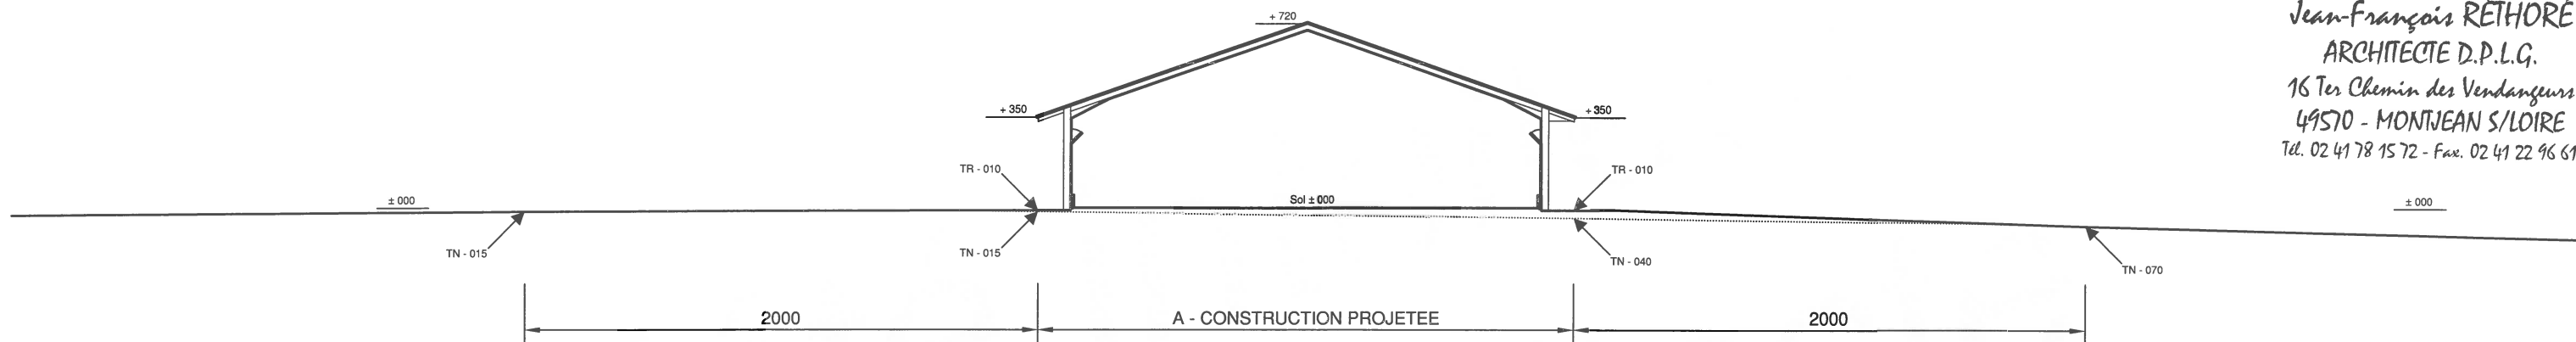 Jean-François RETHORE
ARCHITECTE D.P.L.G.
16 Ter Chemin des Vendangeurs
49570 - MONTJEAN S/LOIRE
Tél. 02 41 78 15 72 - Fax. 02 41 22 96 61
+ 720
+ 350
+ 350
TR - 010
TR - 010
± 000
Sol ± 000
± 000
TN - 015
TN - 015
TN - 040
TN - 070
2000
A - CONSTRUCTION PROJETEE
2000